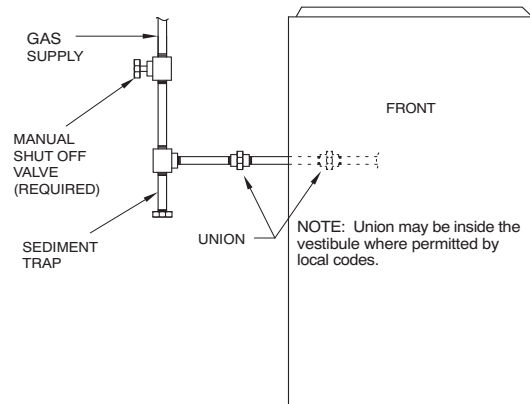 GAS
SUPPLY
FRONT
MANUAL
SHUT OFF
VALVE
(REQUIRED)
SEDIMENT
TRAP
UNION
NOTE: Union may be inside the
vestibule where permitted by
local codes.